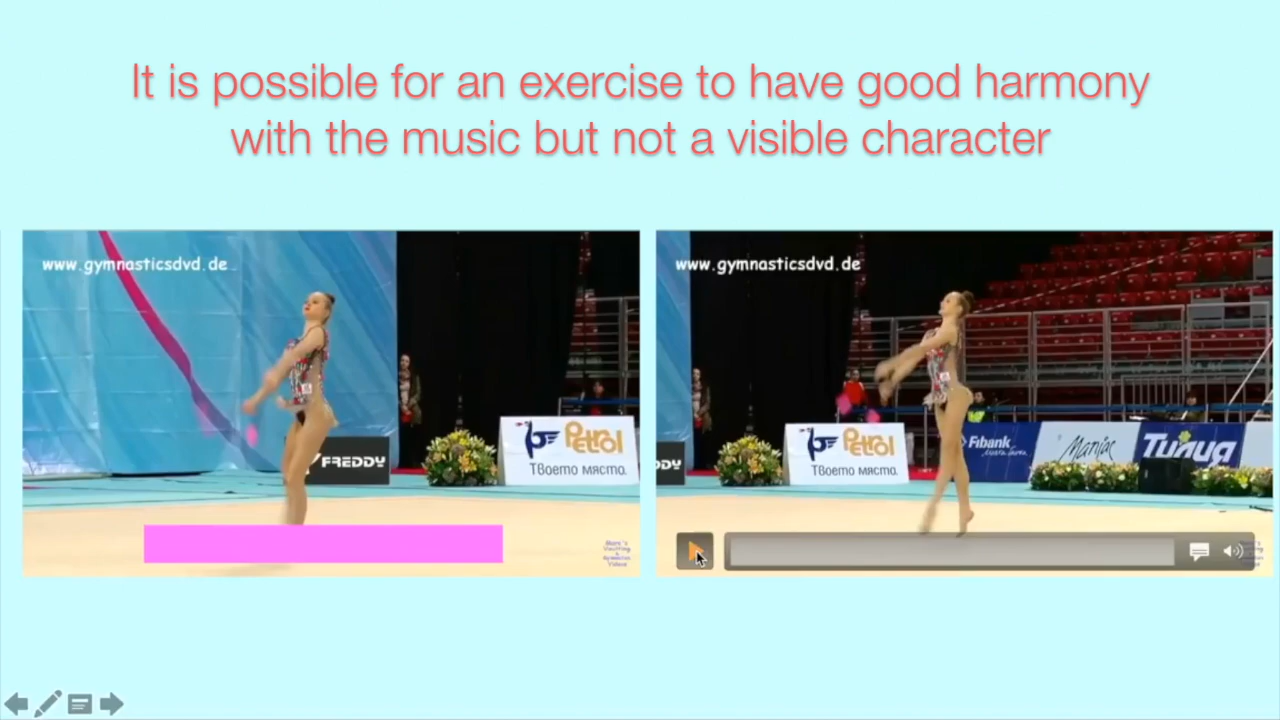 It is possible for an exercise to have good harmony
with the music but not a visible character
www.gymnasticsdvd.de
www.gymnasticsdvd.de
FREDDY
Petrol
ТВоето място.
Petrol
ТВоето място.
Fibank
Maniac